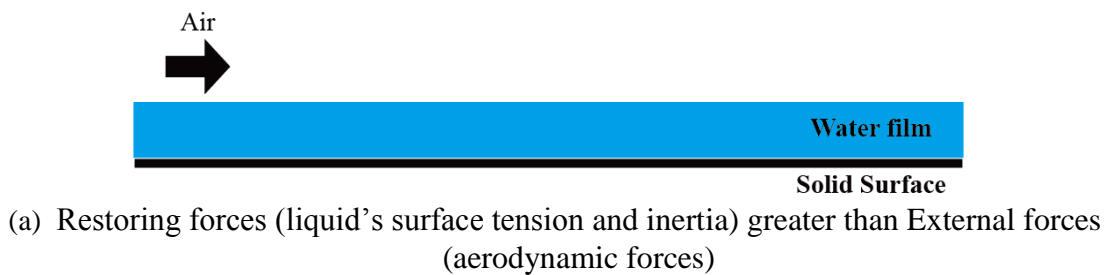 Air
Water film
Solid Surface
(a) Restoring forces (liquid's surface tension and inertia) greater than External forces
(aerodynamic forces)